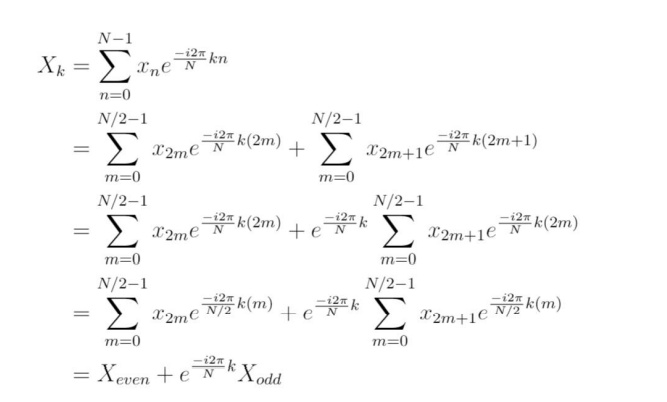 $X_k = \sum_{n=0}^{N-1} x_n e^{\frac{-i2\pi}{N}kn}$
$= \sum_{m=0}^{N/2-1} x_{2m} e^{\frac{-i2\pi}{N}k(2m)} + \sum_{m=0}^{N/2-1} x_{2m+1} e^{\frac{-i2\pi}{N}k(2m+1)}$
$= \sum_{m=0}^{N/2-1} x_{2m} e^{\frac{-i2\pi}{N}k(2m)} + e^{\frac{-i2\pi}{N}k} \sum_{m=0}^{N/2-1} x_{2m+1} e^{\frac{-i2\pi}{N}k(2m)}$
$= \sum_{m=0}^{N/2-1} x_{2m} e^{\frac{-i2\pi}{N/2}k(m)} + e^{\frac{-i2\pi}{N}k} \sum_{m=0}^{N/2-1} x_{2m+1} e^{\frac{-i2\pi}{N/2}k(m)}$
$= X_{even} + e^{\frac{-i2\pi}{N}k} X_{odd}$